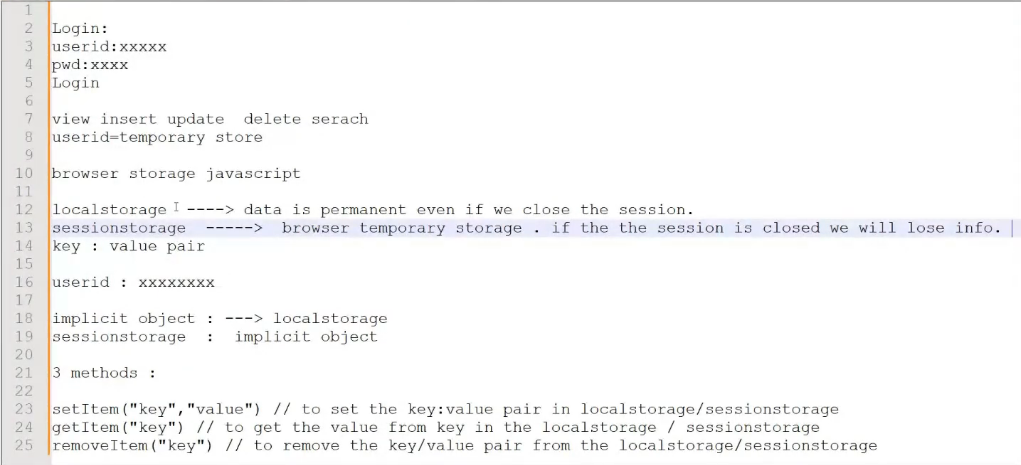 1
2 Login:
3 userid:xxxxx
4 pwd:xxxx
5 Login
6
7 view insert update  delete serach
8 userid=temporary store
9
10 browser storage javascript
11
12 localstorage ----> data is permanent even if we close the session.
13 sessionstorage  ----->  browser temporary storage . if the the session is closed we will lose info.
14 key : value pair
15
16 userid : xxxxxxxx
17
18 implicit object : ---> localstorage
19 sessionstorage  :  implicit object
20
21 3 methods :
22
23 setItem("key","value") // to set the key:value pair in localstorage/sessionstorage
24 getItem("key") // to get the value from key in the localstorage / sessionstorage
25 removeItem("key") // to remove the key/value pair from the localstorage/sessionstorage